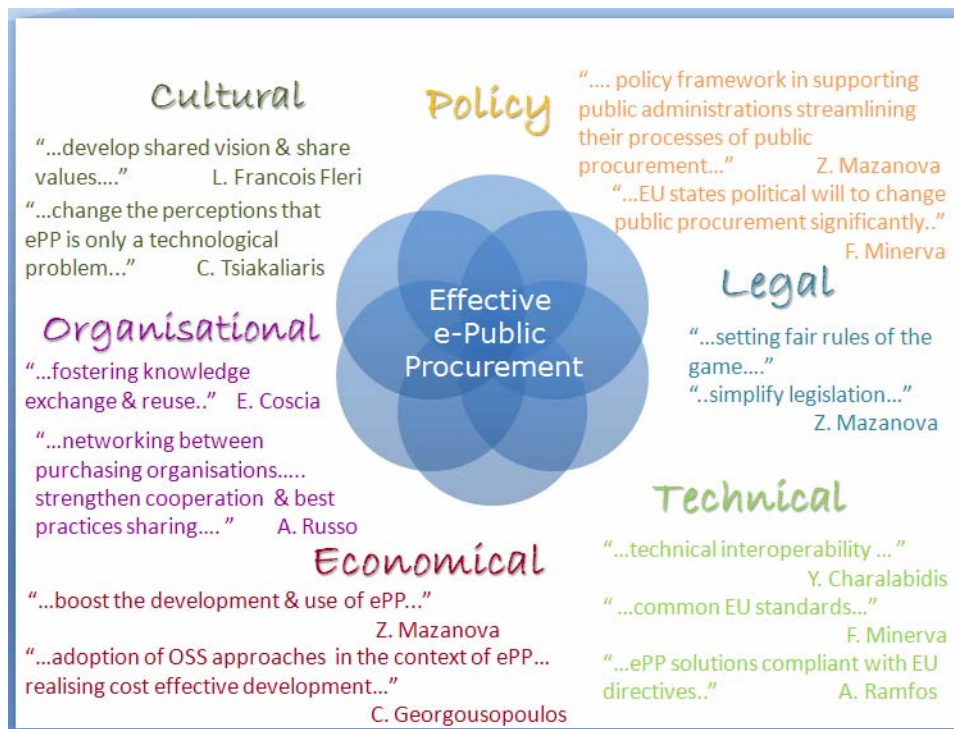 Cultural
“...develop shared vision & share
values....” L. Francois Fleri
“...change the perceptions that
ePP is only a technological
problem...” C. Tsiakaliaris
Policy
“.... policy framework in supporting
public administrations streamlining
their processes of public
procurement...” Z. Mazanova
“...EU states political will to change
public procurement significantly..”
F. Minerva
Effective
e-Public
Procurement
Organisational
“...fostering knowledge
exchange & reuse..” E. Coscia
“...networking between
purchasing organisations.....
strengthen cooperation & best
practices sharing.... ” A. Russo
Legal
“...setting fair rules of the
game....”
“..simplify legislation...”
Z. Mazanova
Economical
“...boost the development & use of ePP...”
Z. Mazanova
“...adoption of OSS approaches in the context of ePP...
realising cost effective development...”
C. Georgousopoulos
Technical
“...technical interoperability ... ”
Y. Charalabidis
“ ...common EU standards...”
F. Minerva
“...ePP solutions compliant with EU
directives..” A. Ramfos